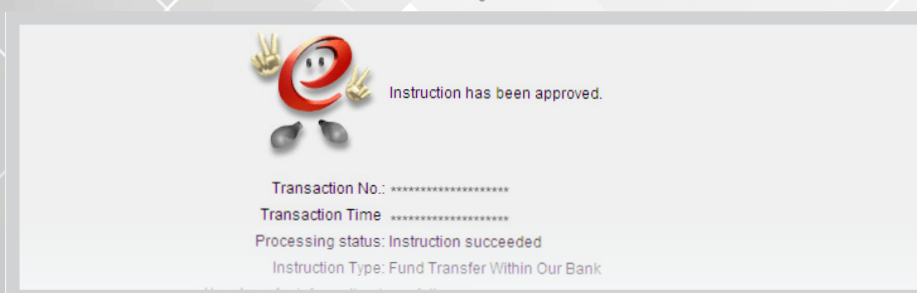 Instruction has been approved.
Transaction No.: ********************
Transaction Time ********************
Processing status: Instruction succeeded
Instruction Type: Fund Transfer Within Our Bank